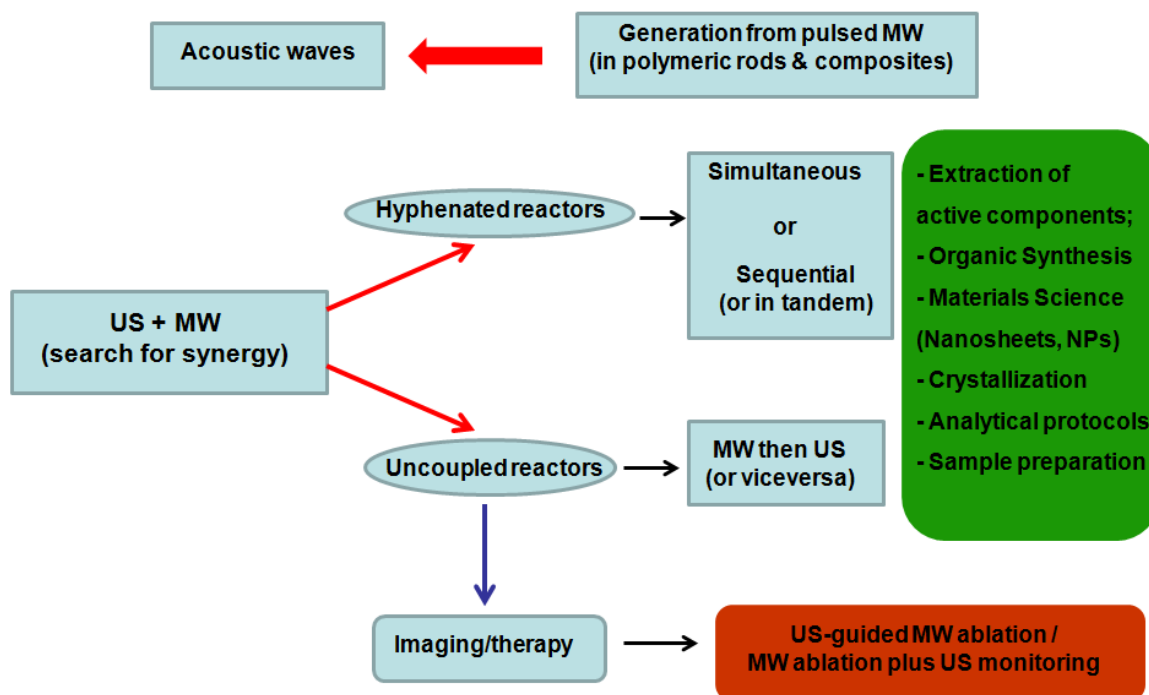 Acoustic waves
Generation from pulsed MW
(in polymeric rods & composites)
Hyphenated reactors
Simultaneous
or
Sequential
(or in tandem)
- Extraction of
active components;
- Organic Synthesis
- Materials Science
(Nanosheets, NPs)
- Crystallization
- Analytical protocols
- Sample preparation
US + MW
(search for synergy)
Uncoupled reactors
MW then US
(or viceversa)
Imaging/therapy
US-guided MW ablation /
MW ablation plus US monitoring